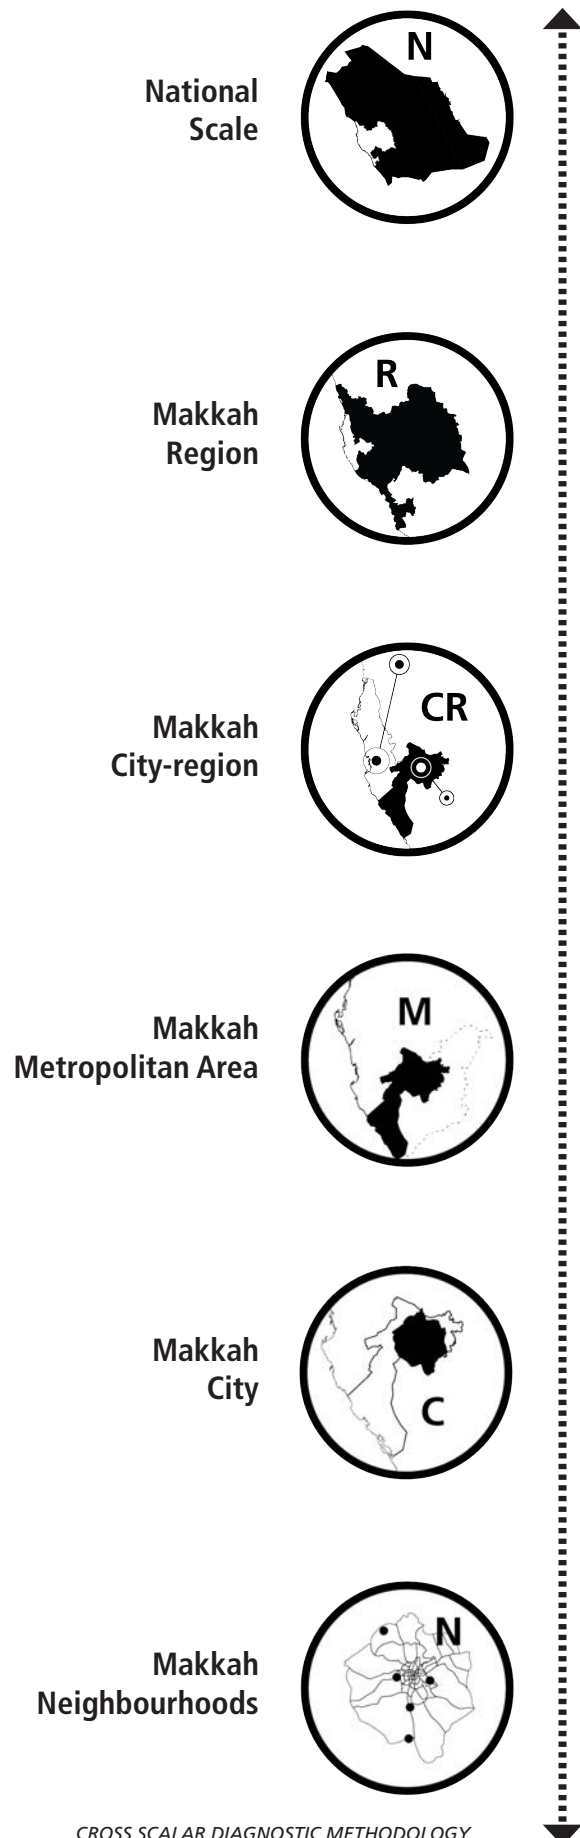 National
Scale
N
Makkah
Region
R
Makkah
City-region
CR
Makkah
Metropolitan Area
M
Makkah
City
C
Makkah
Neighbourhoods
N
CROSS SCALAR DIAGNOSTIC METHODOLOGY